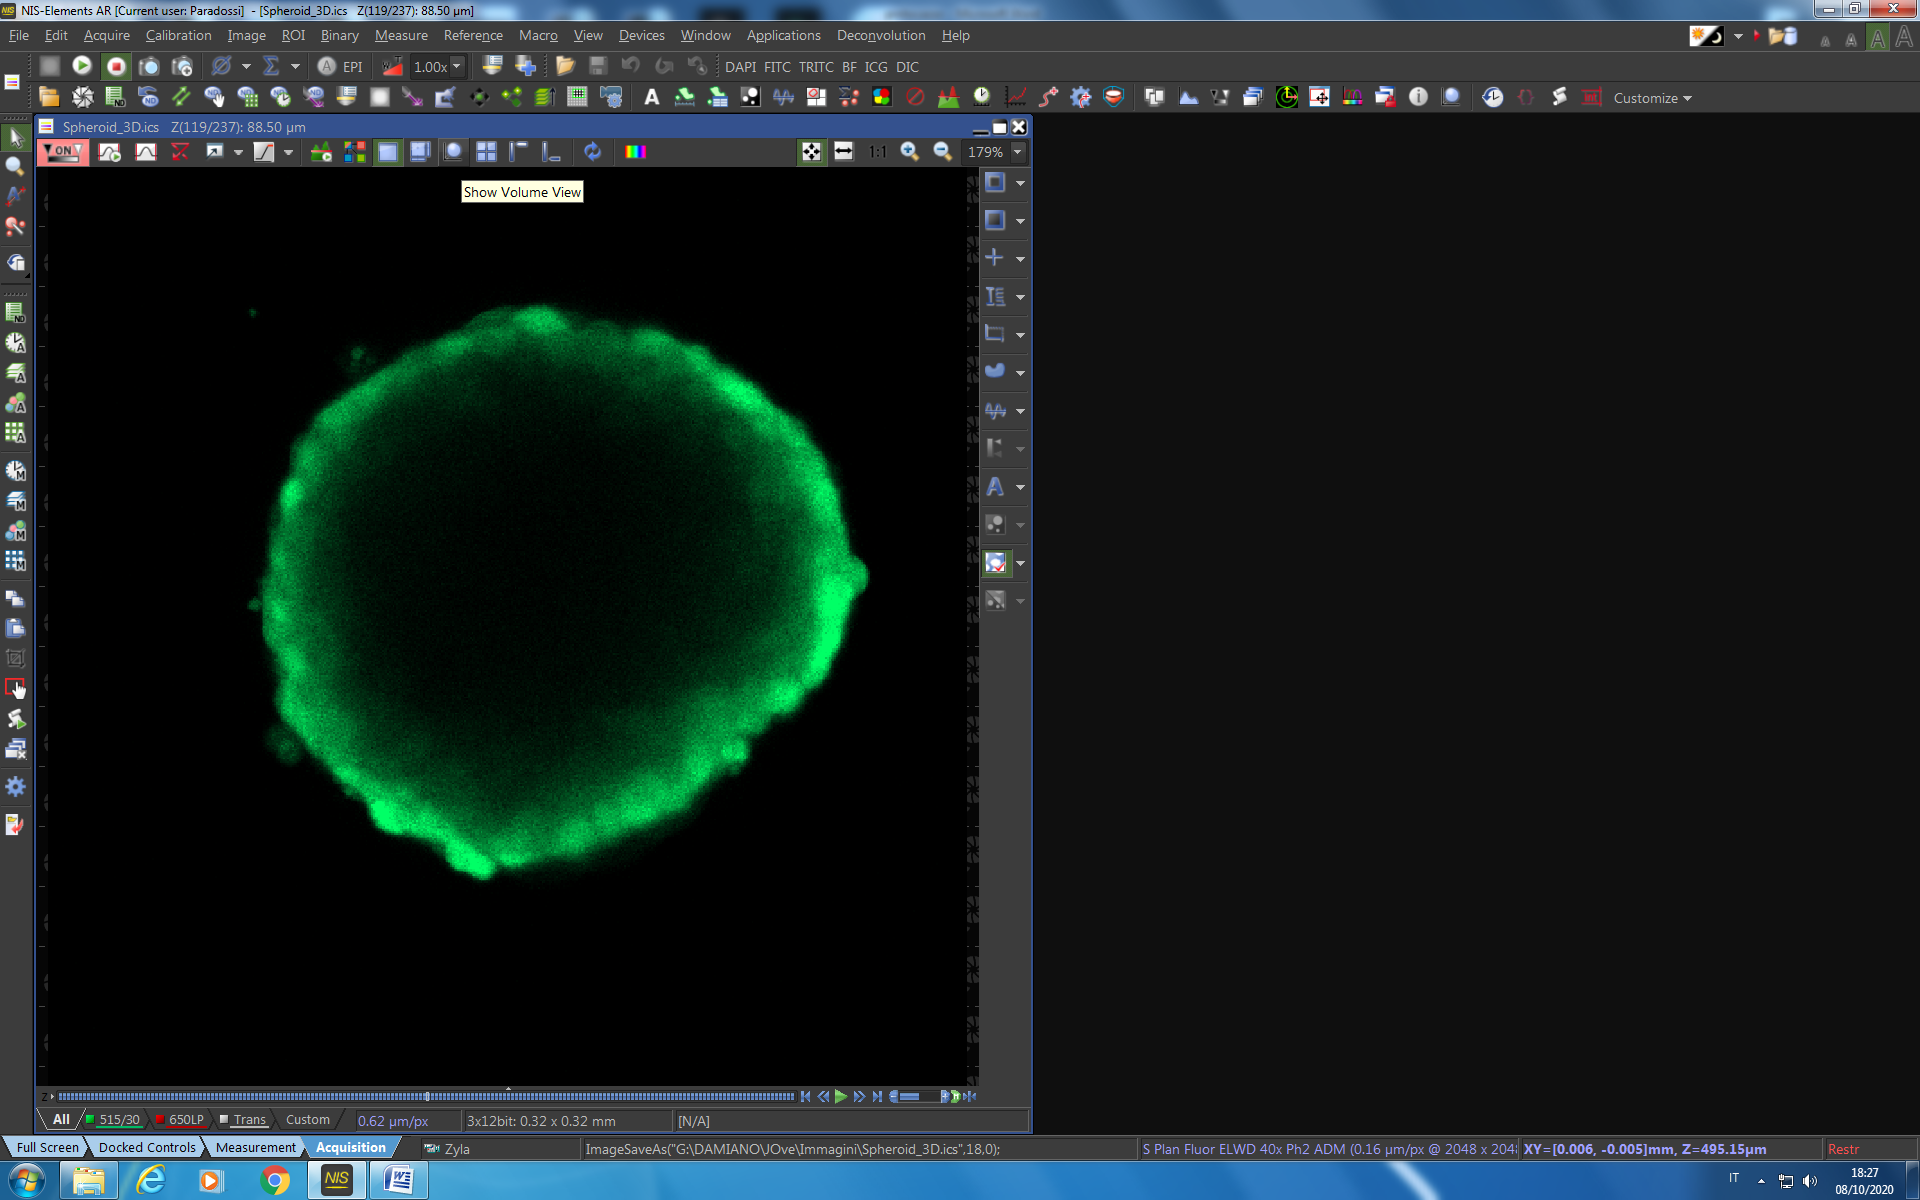 NIS-Elements AR [Current user: Paradossi] - [Spheroid_3D.ics Z(119/237): 88.50 µm]
File Edit Acquire Calibration Image ROI Binary Measure Reference Macro View Devices Window Applications Deconvolution Help
EPI 1.00x DAPI FITC TRITC BF ICG DIC
Customize
Spheroid_3D.ics Z(119/237): 88.50 µm
ON 1:1 179%
Show Volume View
Z
All 515/30 650LP Trans Custom 0.62 µm/px 3x12bit: 0.32 x 0.32 mm [N/A]
Full Screen Docked Controls Measurement Acquisition Zyla ImageSaveAs("G:\DAMIANO\JOve\Immagini\Spheroid_3D.ics",18,0); S Plan Fluor ELWD 40x Ph2 ADM (0.16 µm/px @ 2048 x 204 XY=[0.006, -0.005]mm, Z=495.15µm Restr
NIS IT 18:27
08/10/2020